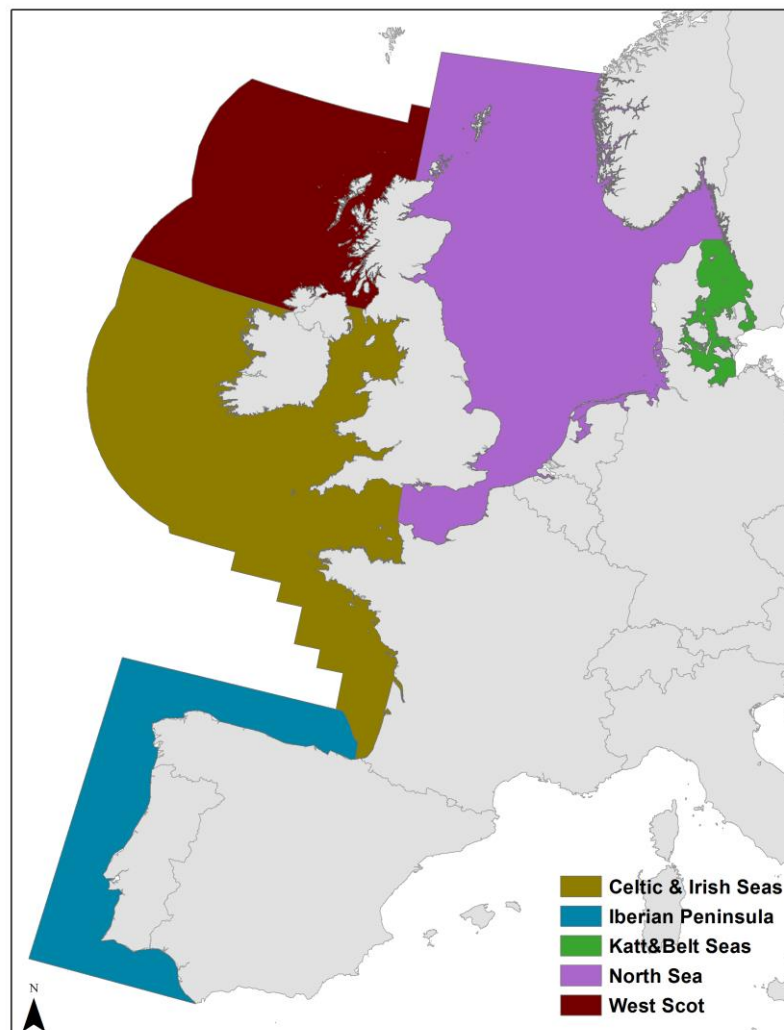 Celtic & Irish Seas
Iberian Peninsula
Katt&Belt Seas
North Sea
West Scot
N